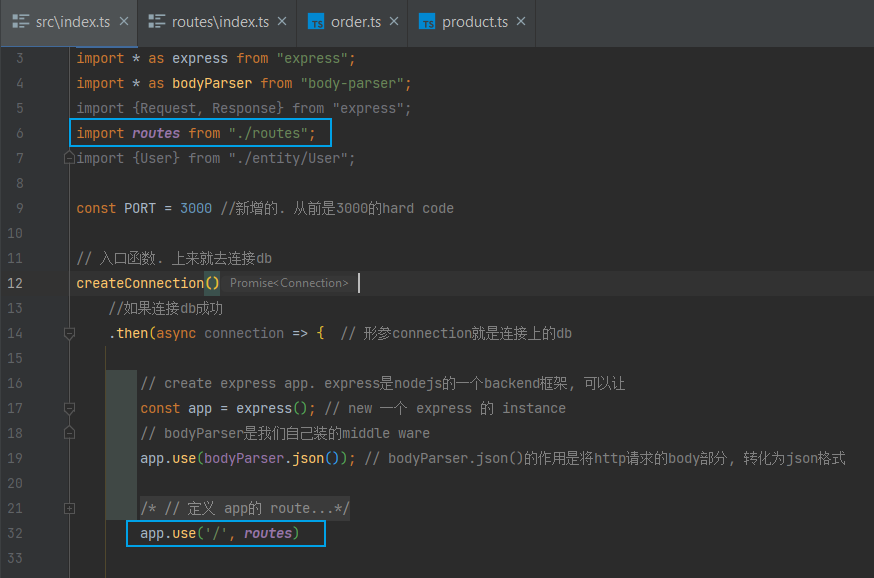 src\index.ts × routes\index.ts × TS order.ts × TS product.ts ×
3 import * as express from "express";
4 import * as bodyParser from "body-parser";
5 import {Request, Response} from "express";
6 import routes from "./routes";
7 import {User} from "./entity/User";
8
9 const PORT = 3000 //新增的. 从前是3000的hard code
10
11 // 入口函数. 上来就去连接db
12 createConnection() Promise<Connection>
13 //如果连接db成功
14 .then(async connection => { // 形参connection就是连接上的db
15
16 // create express app. express是nodejs的一个backend框架, 可以让
17 const app = express(); // new 一个 express 的 instance
18 // bodyParser是我们自己装的middle ware
19 app.use(bodyParser.json()); // bodyParser.json()的作用是将http请求的body部分, 转化为json格式
20
21 /* // 定义 app的 route...*/
32 app.use('/', routes)
33